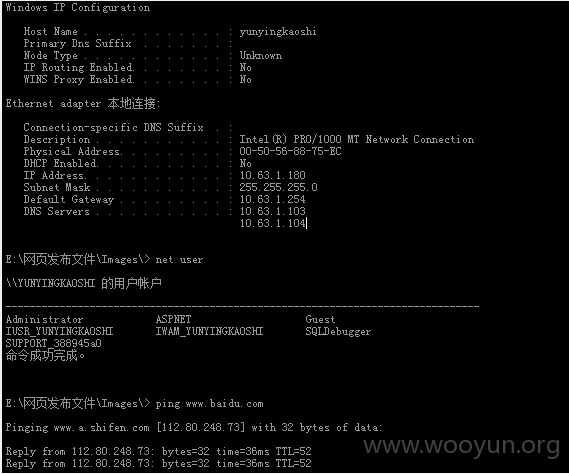 Windows IP Configuration
Host Name . . . . . . . . . . . . : yunyingkaoshi
Primary Dns Suffix  . . . . . . . :
Node Type . . . . . . . . . . . . : Unknown
IP Routing Enabled. . . . . . . . : No
WINS Proxy Enabled. . . . . . . . : No
Ethernet adapter 本地连接:
Connection-specific DNS Suffix  . :
Description . . . . . . . . . . . : Intel(R) PRO/1000 MT Network Connection
Physical Address. . . . . . . . . : 00-50-56-88-75-EC
DHCP Enabled. . . . . . . . . . . : No
IP Address. . . . . . . . . . . . : 10.63.1.180
Subnet Mask . . . . . . . . . . . : 255.255.255.0
Default Gateway . . . . . . . . . : 10.63.1.254
DNS Servers . . . . . . . . . . . : 10.63.1.103
10.63.1.104
E:\网页发布文件\Images\> net user
\\YUNYINGKAOSHI 的用户帐户
-------------------------------------------------------------------------------
Administrator            ASPNET                   Guest
IUSR_YUNYINGKAOSHI       IWAM_YUNYINGKAOSHI       SQLDebugger
SUPPORT_388945a0
命令成功完成。
E:\网页发布文件\Images\> ping www.baidu.com
Pinging www.a.shifen.com [112.80.248.73] with 32 bytes of data:
Reply from 112.80.248.73: bytes=32 time=36ms TTL=52
Reply from 112.80.248.73: bytes=32 time=36ms TTL=52
www.wooyun.org